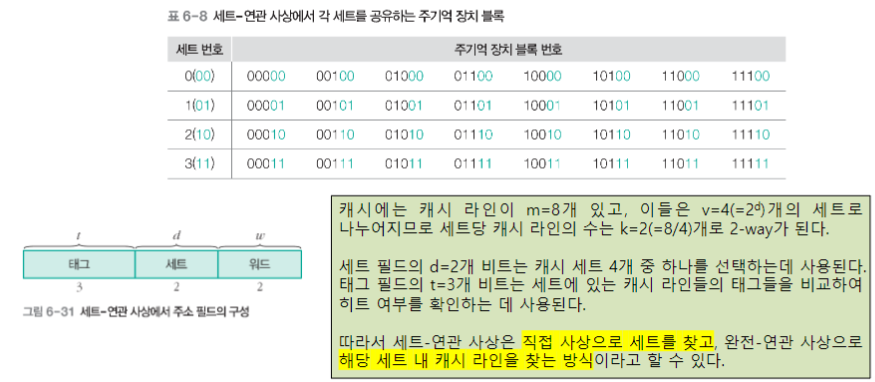 표 6-8 세트-연관 사상에서 각 세트를 공유하는 주기억 장치 블록
세트 번호 주기억 장치 블록 번호
0(00) 00000 00100 01000 01100 10000 10100 11000 11100
1(01) 00001 00101 01001 01101 10001 10101 11001 11101
2(10) 00010 00110 01010 01110 10010 10110 11010 11110
3(11) 00011 00111 01011 01111 10011 10111 11011 11111
t d w
태그 세트 워드
3 2 2
그림 6-31 세트-연관 사상에서 주소 필드의 구성
캐시에는 캐시 라인이 m=8개 있고, 이들은 v=4(=2ᵈ)개의 세트로
나누어지므로 세트당 캐시 라인의 수는 k=2(=8/4)개로 2-way가 된다.
세트 필드의 d=2개 비트는 캐시 세트 4개 중 하나를 선택하는데 사용된다.
태그 필드의 t=3개 비트는 세트에 있는 캐시 라인들의 태그들을 비교하여
히트 여부를 확인하는 데 사용된다.
따라서 세트-연관 사상은 직접 사상으로 세트를 찾고, 완전-연관 사상으로
해당 세트 내 캐시 라인을 찾는 방식이라고 할 수 있다.